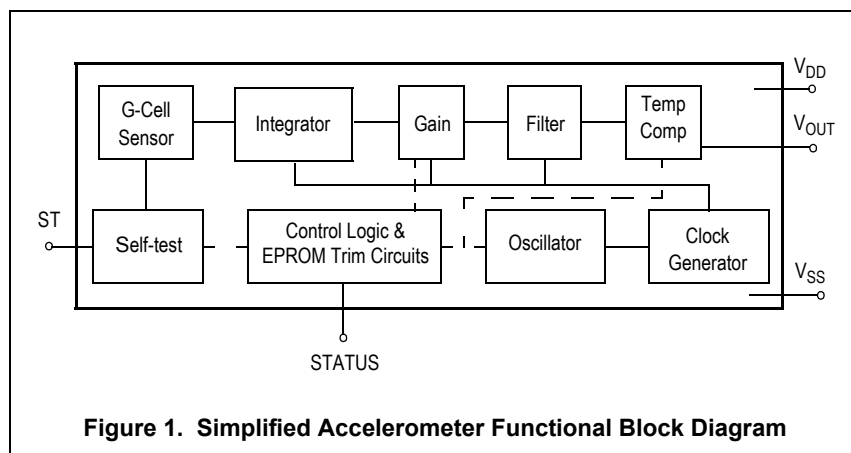 G-Cell
Sensor
Integrator
Gain
Filter
Temp
Comp
VDD
VOUT
ST
Self-test
Control Logic &
EPROM Trim Circuits
Oscillator
Clock
Generator
VSS
STATUS
Figure 1.  Simplified Accelerometer Functional Block Diagram